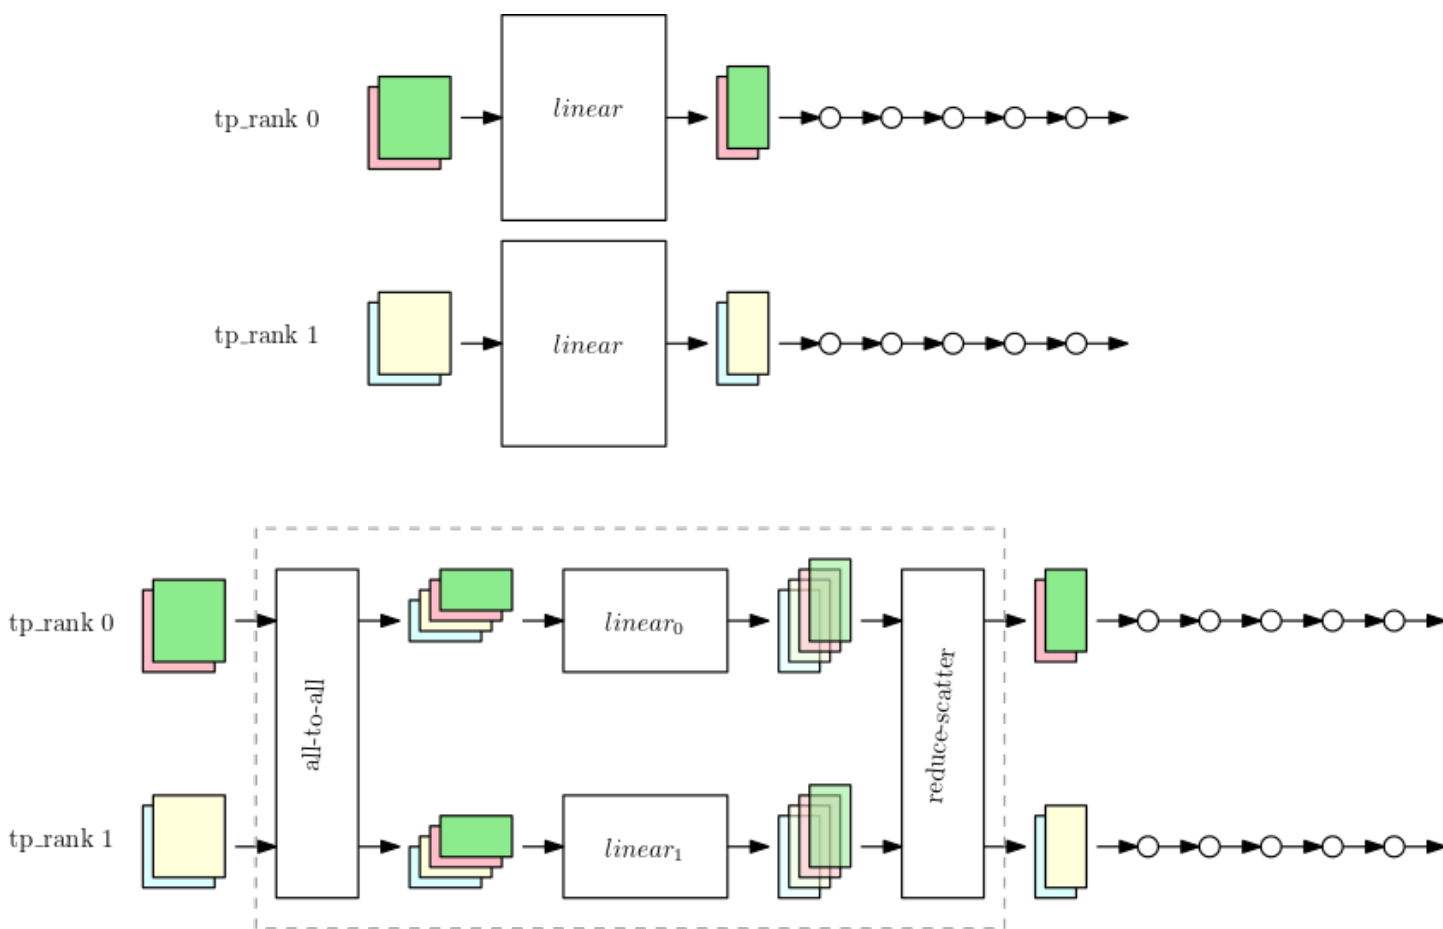 tp_rank 0
linear
tp_rank 1
linear
tp_rank 0
all-to-all
linear₀
reduce-scatter
tp_rank 1
linear₁